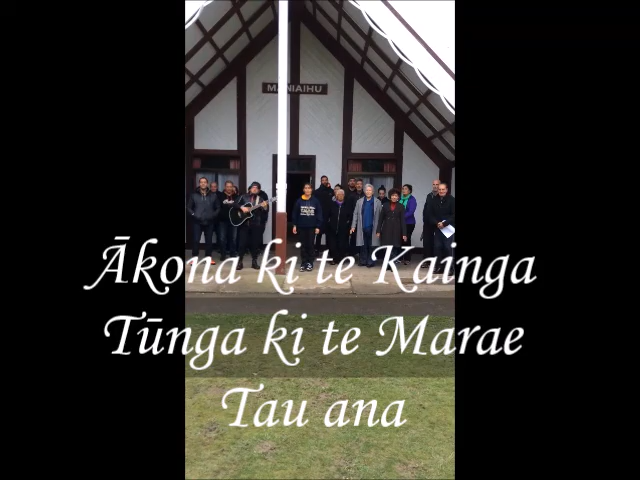 MANIAIHU
Ākona ki te Kainga
Tūnga ki te Marae
Tau ana